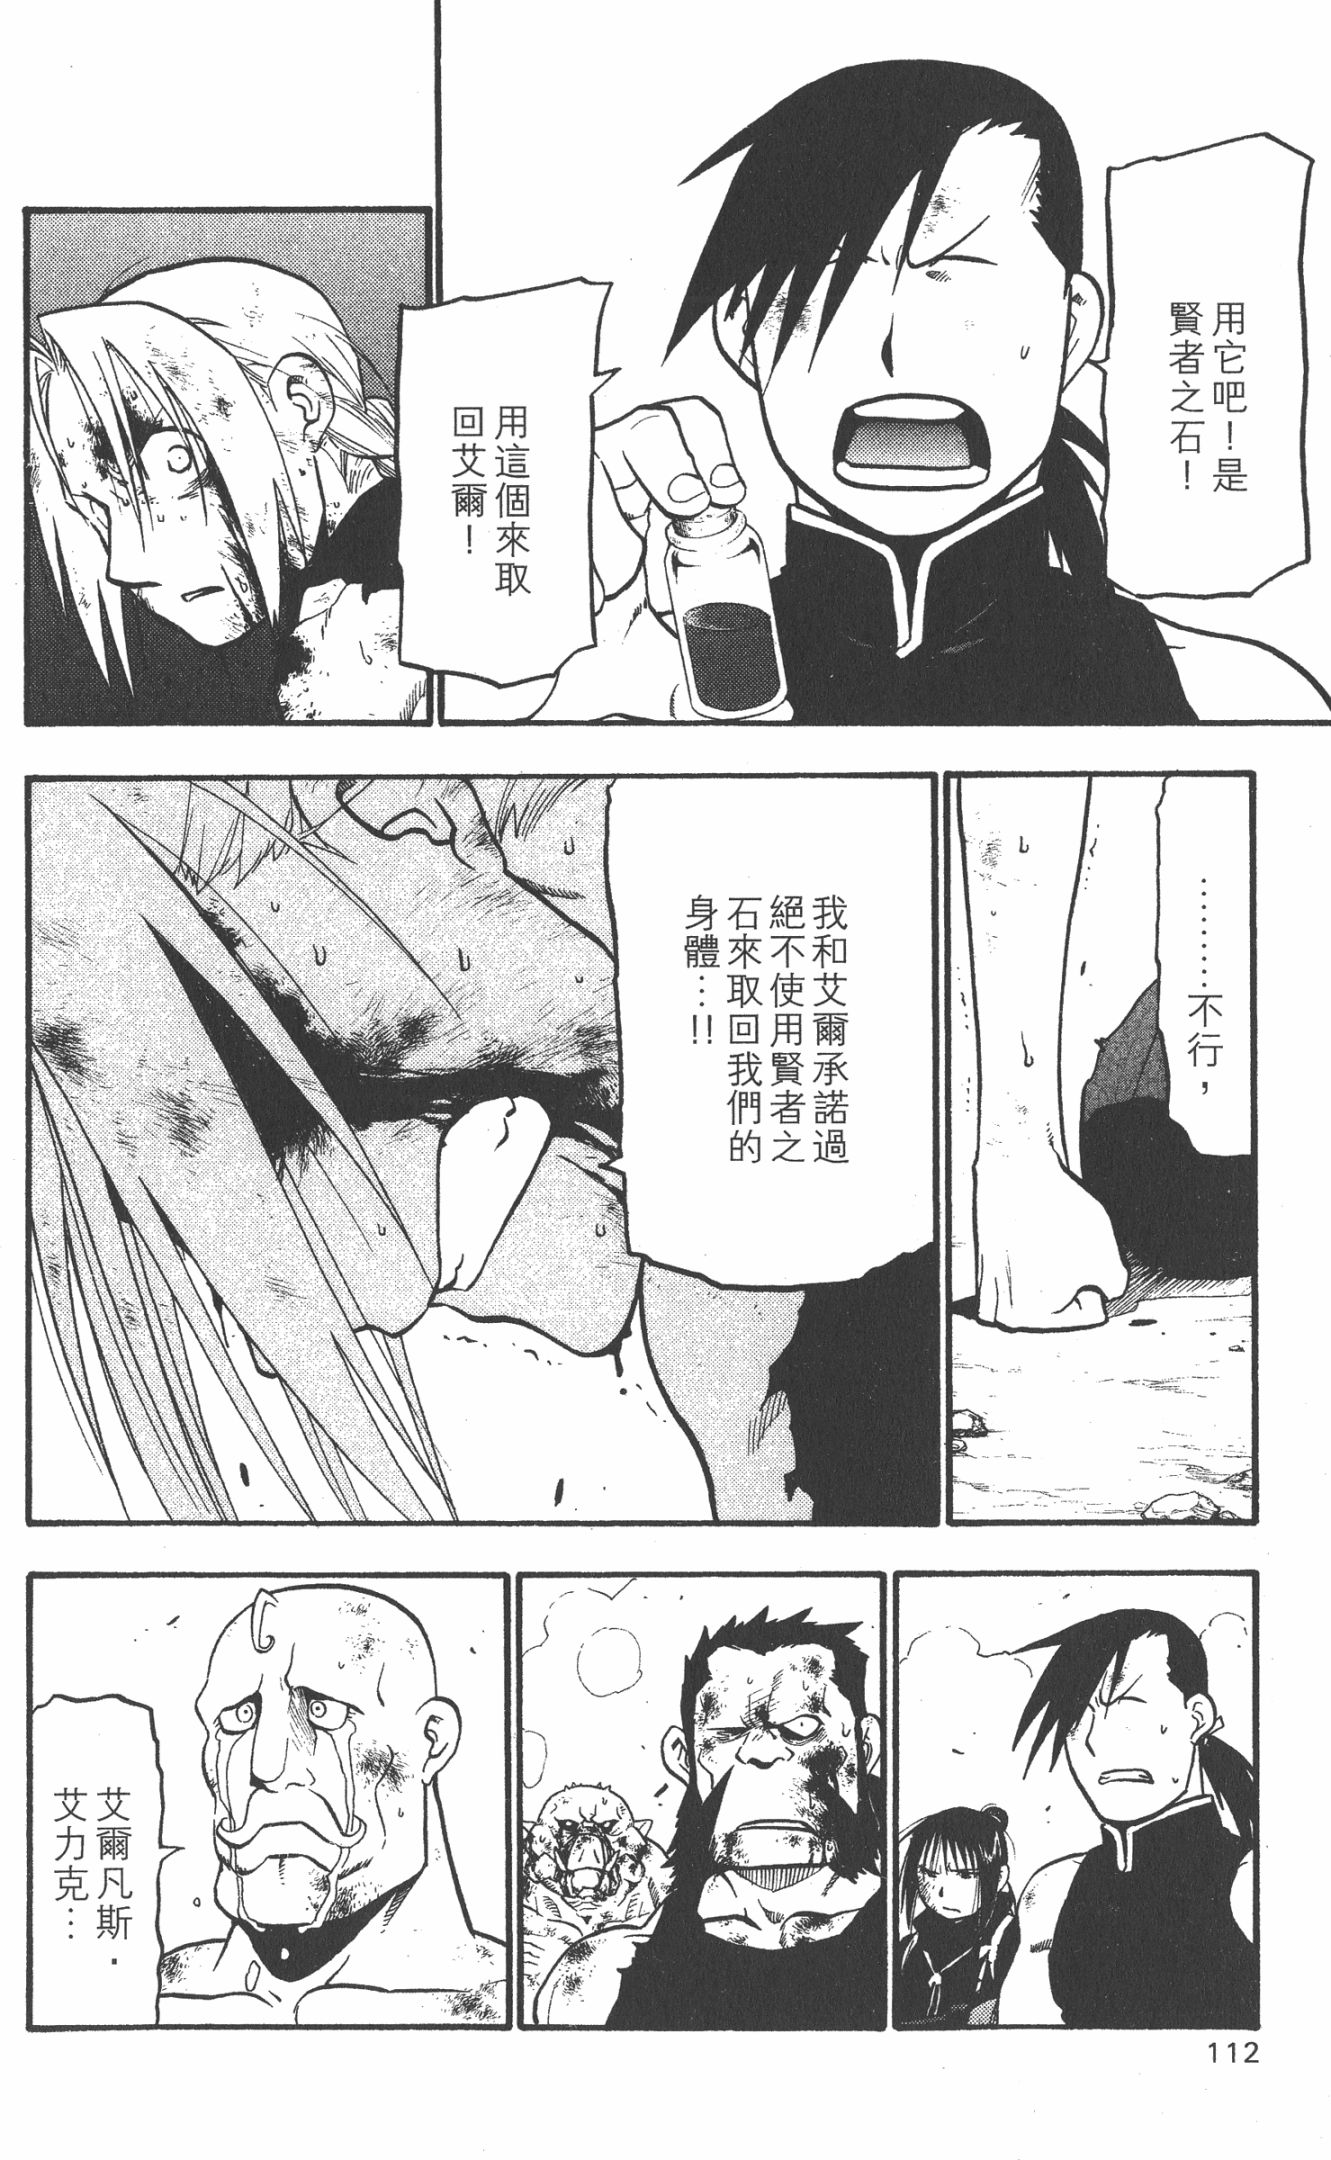 用它吧！是
賢者之石！
用這個來取
回艾爾！
………不行，
我和艾爾承諾過
絕不使用賢者之
石來取回我們的
身體…!!
艾爾凡斯．
艾力克…
112